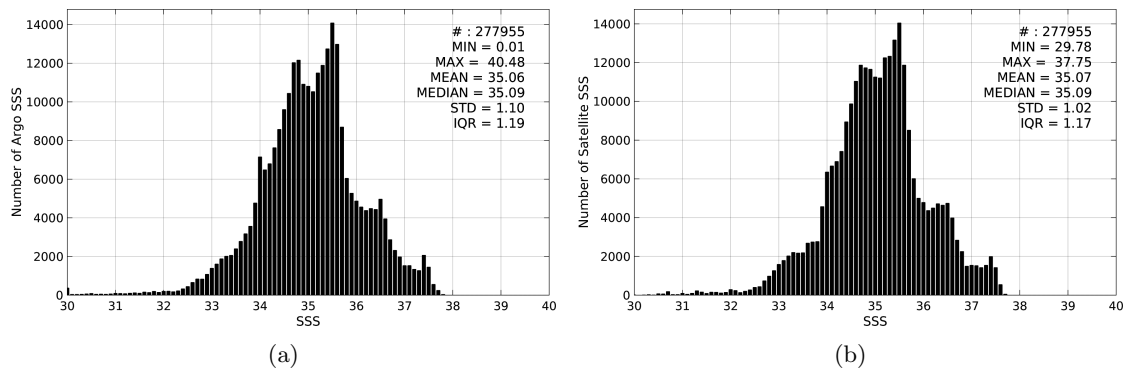 14000
12000
10000
8000
6000
4000
2000
0
Number of Argo SSS
# : 277955
MIN = 0.01
MAX = 40.48
MEAN = 35.06
MEDIAN = 35.09
STD = 1.10
IQR = 1.19
30 31 32 33 34 35 36 37 38 39 40
SSS
(a)
14000
12000
10000
8000
6000
4000
2000
0
Number of Satellite SSS
# : 277955
MIN = 29.78
MAX = 37.75
MEAN = 35.07
MEDIAN = 35.09
STD = 1.02
IQR = 1.17
30 31 32 33 34 35 36 37 38 39 40
SSS
(b)